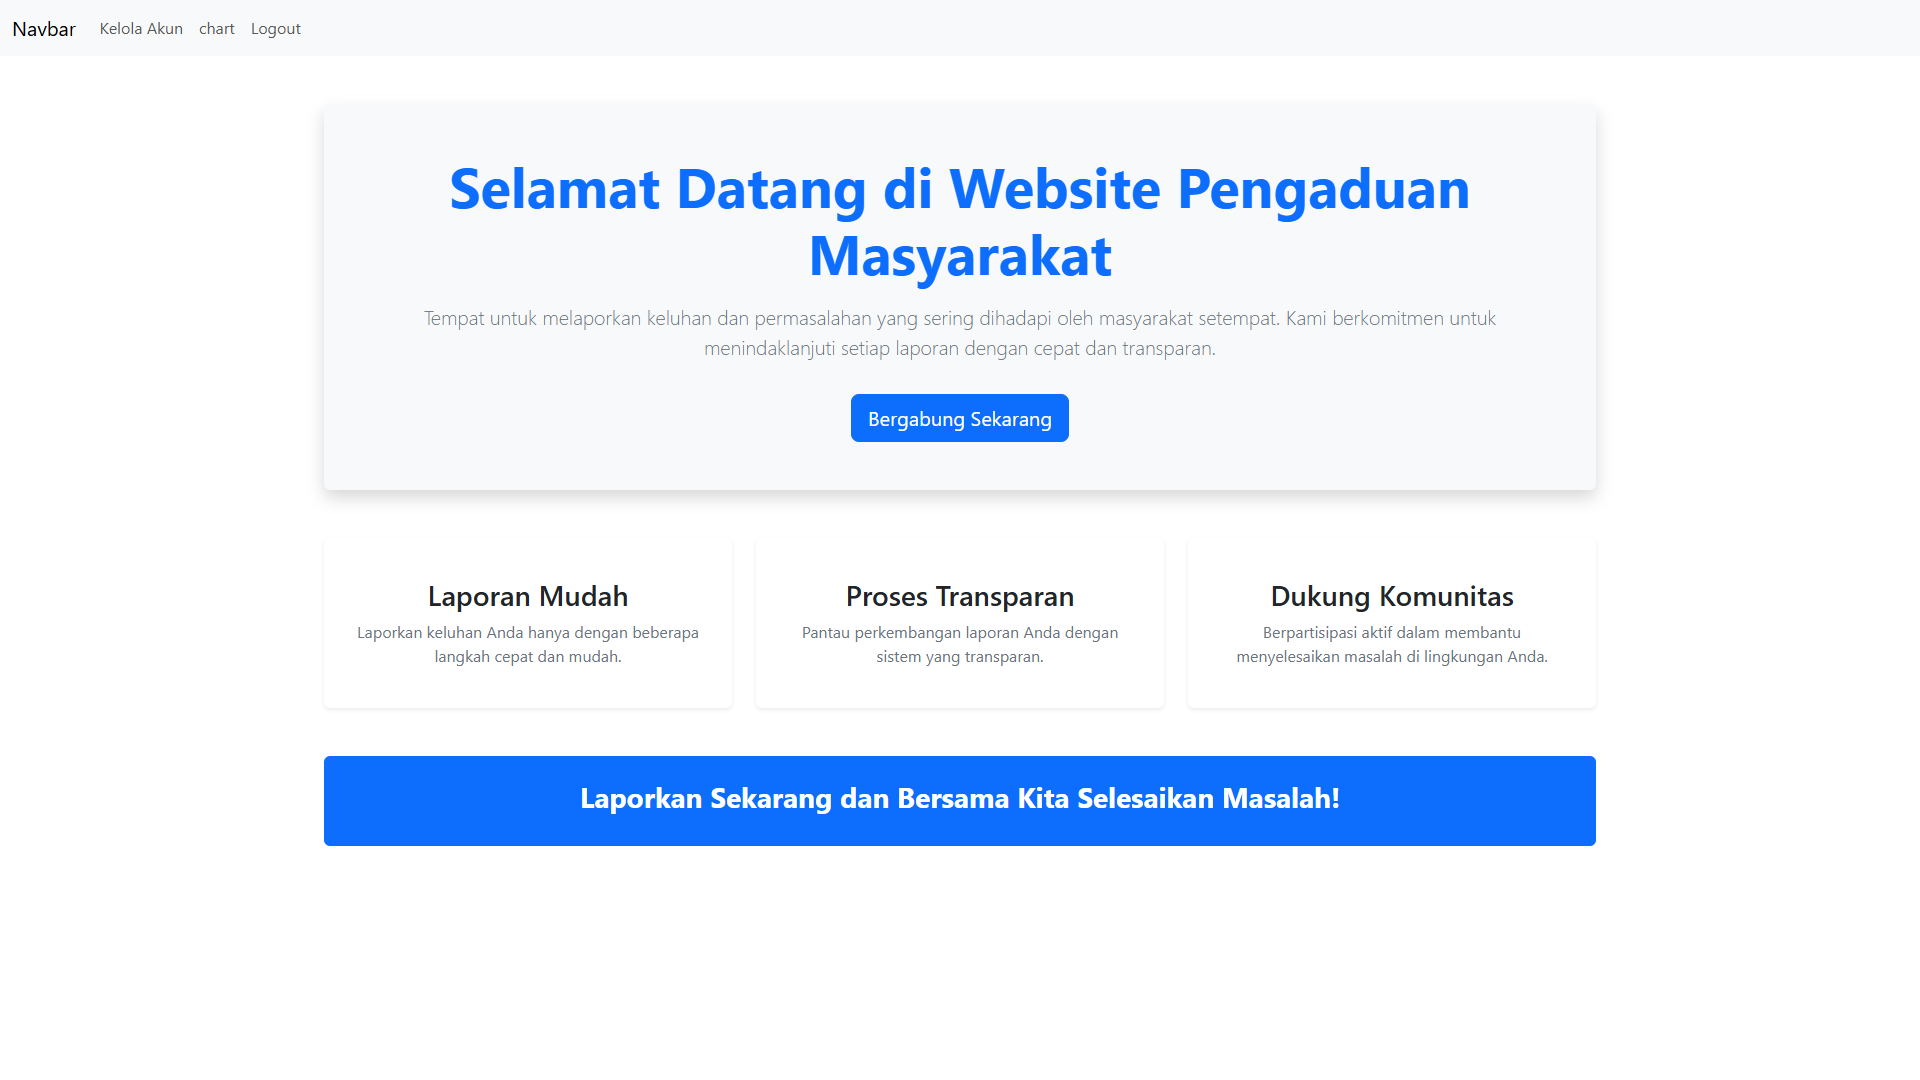 Navbar Kelola Akun chart Logout
Selamat Datang di Website Pengaduan
Masyarakat
Tempat untuk melaporkan keluhan dan permasalahan yang sering dihadapi oleh masyarakat setempat. Kami berkomitmen untuk
menindaklanjuti setiap laporan dengan cepat dan transparan.
Bergabung Sekarang
Laporan Mudah
Laporkan keluhan Anda hanya dengan beberapa
langkah cepat dan mudah.
Proses Transparan
Pantau perkembangan laporan Anda dengan
sistem yang transparan.
Dukung Komunitas
Berpartisipasi aktif dalam membantu
menyelesaikan masalah di lingkungan Anda.
Laporkan Sekarang dan Bersama Kita Selesaikan Masalah!